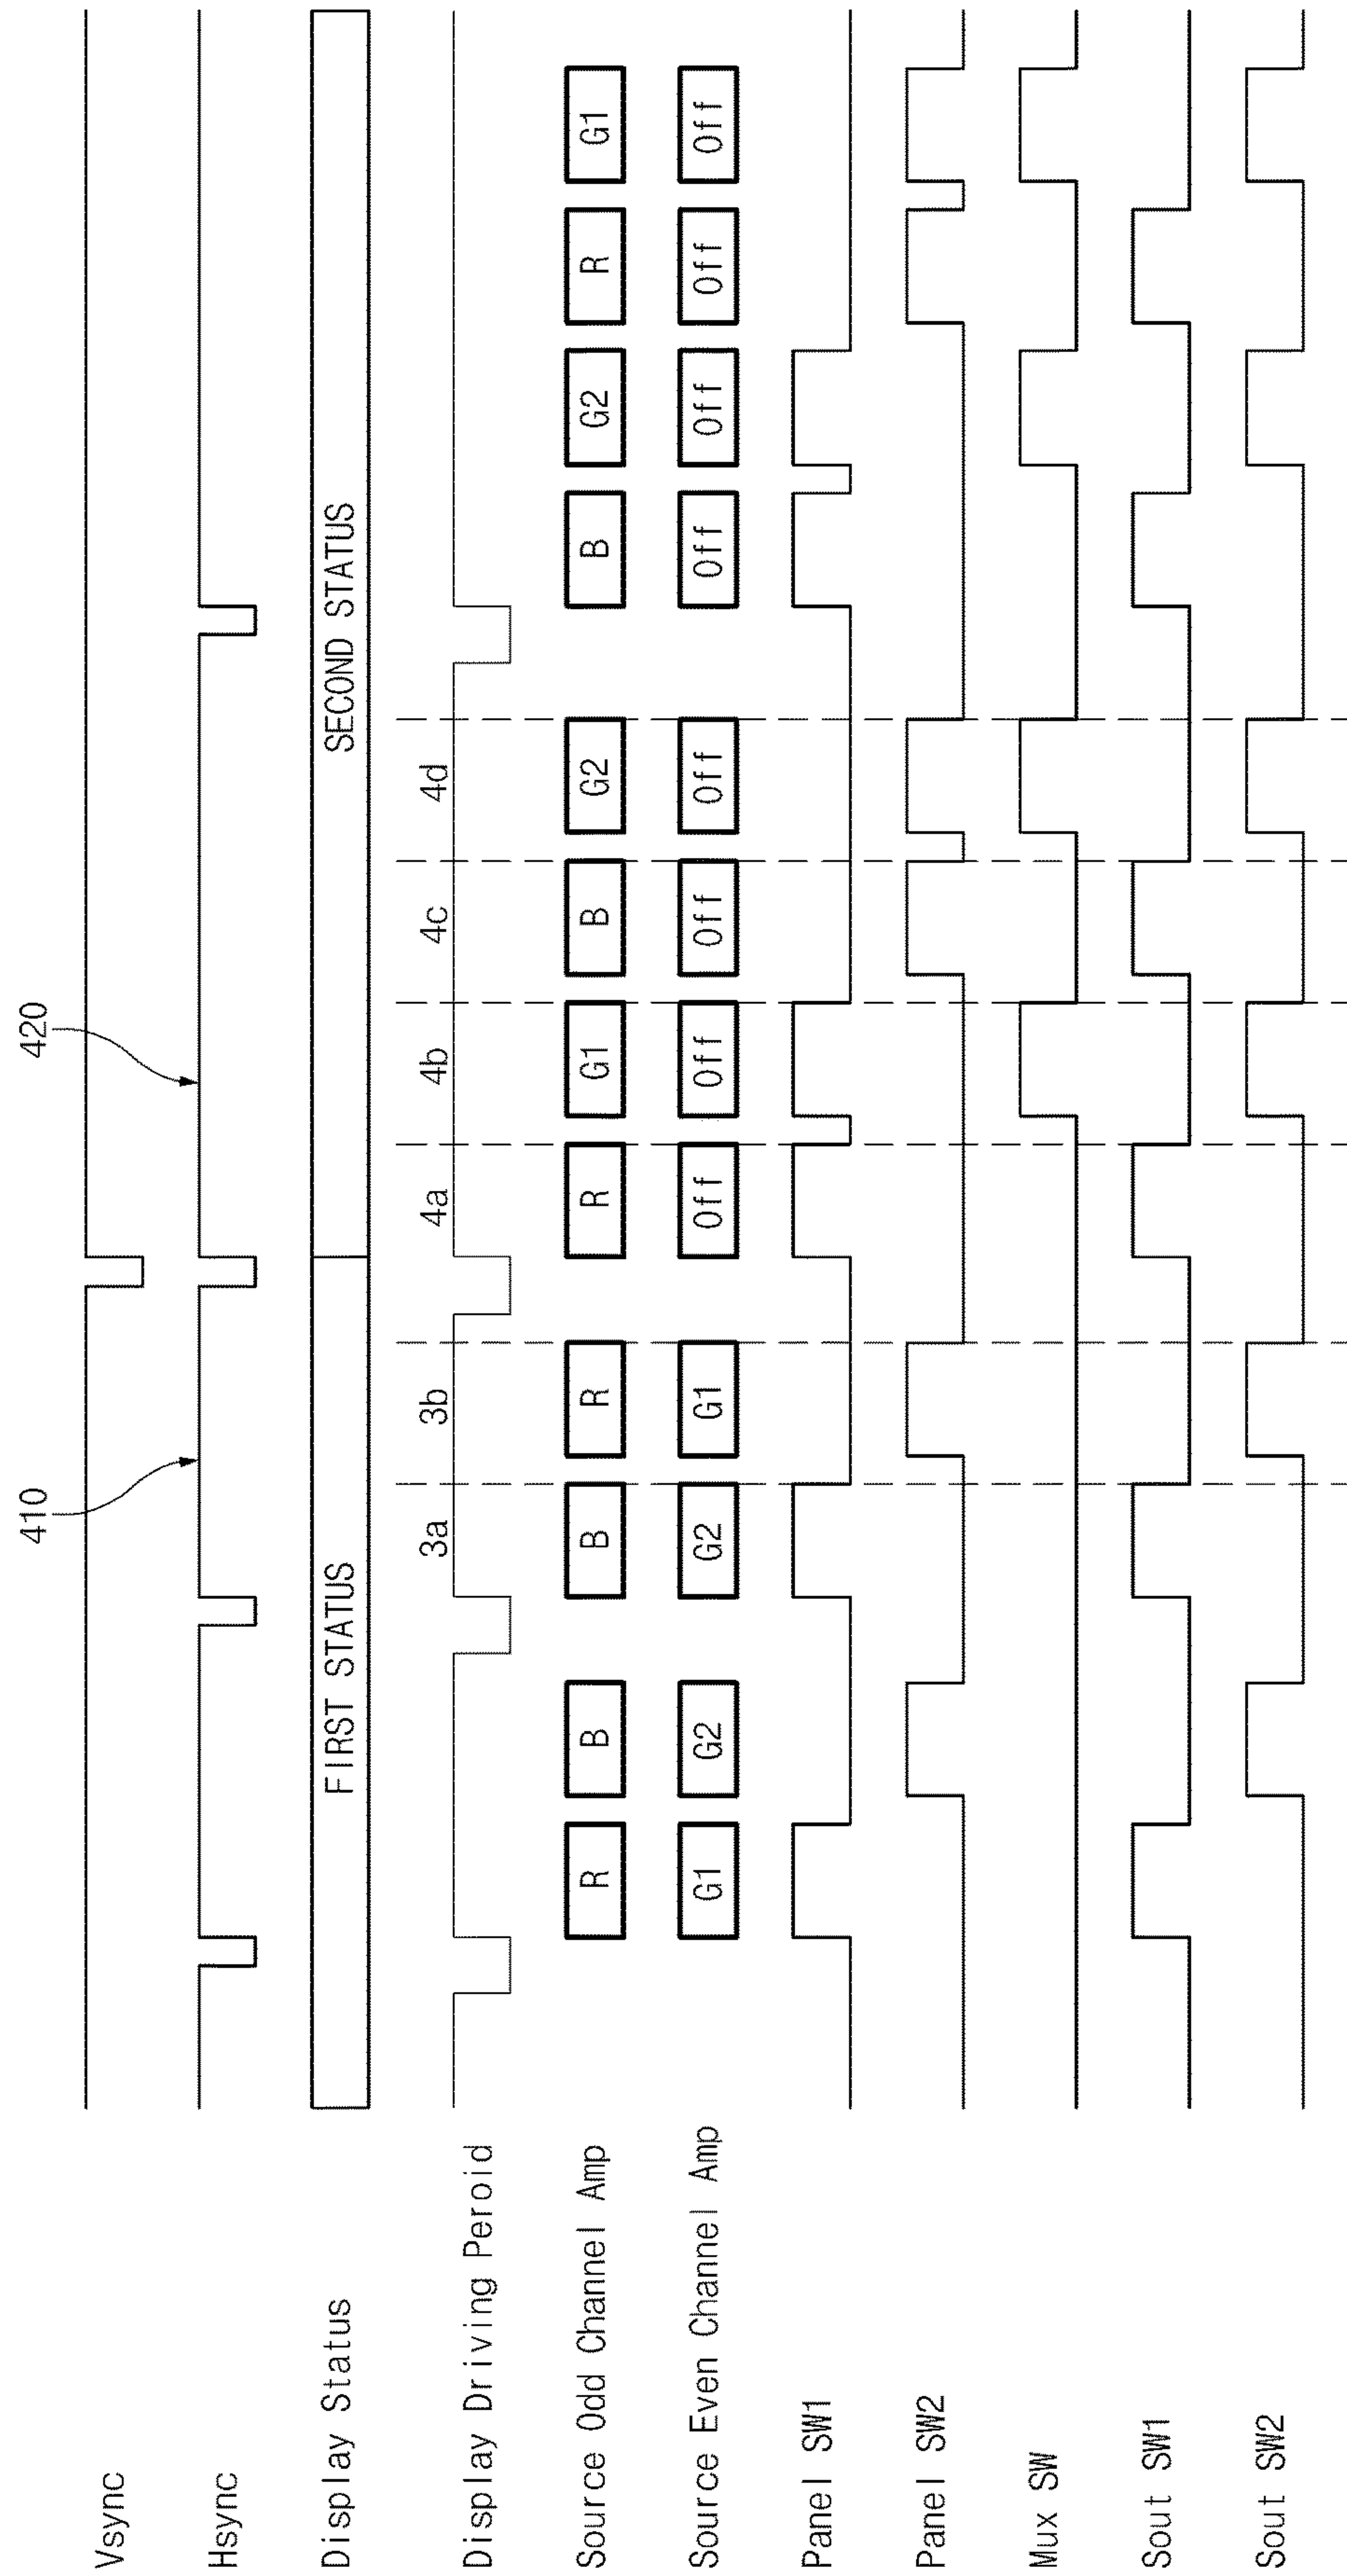 410
420
Vsync
Hsync
Display Status
FIRST STATUS
SECOND STATUS
3a
3b
4a
4b
4c
4d
Display Driving Peroid
Source Odd Channel Amp
R
B
B
R
R
G1
B
G2
B
G2
R
G1
Source Even Channel Amp
G1
G2
G2
G1
Off
Off
Off
Off
Off
Off
Off
Off
Panel SW1
Panel SW2
Mux SW
Sout SW1
Sout SW2